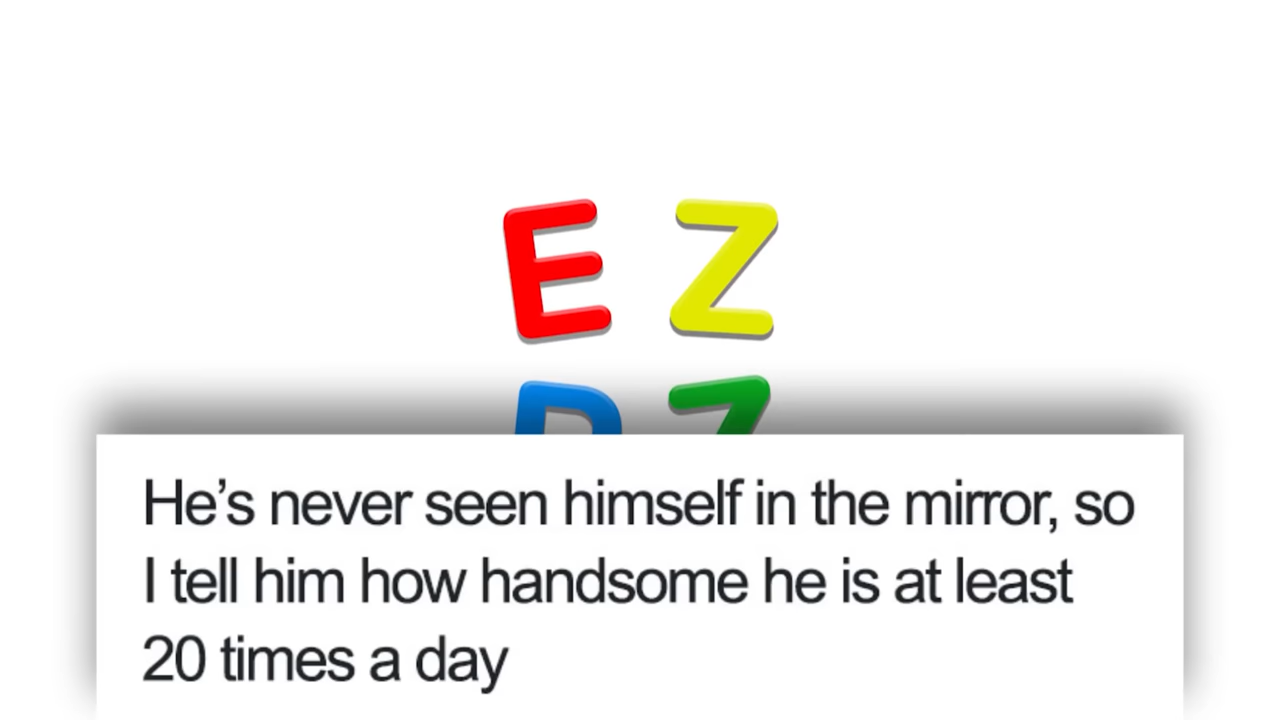 E Z
He’s never seen himself in the mirror, so
I tell him how handsome he is at least
20 times a day